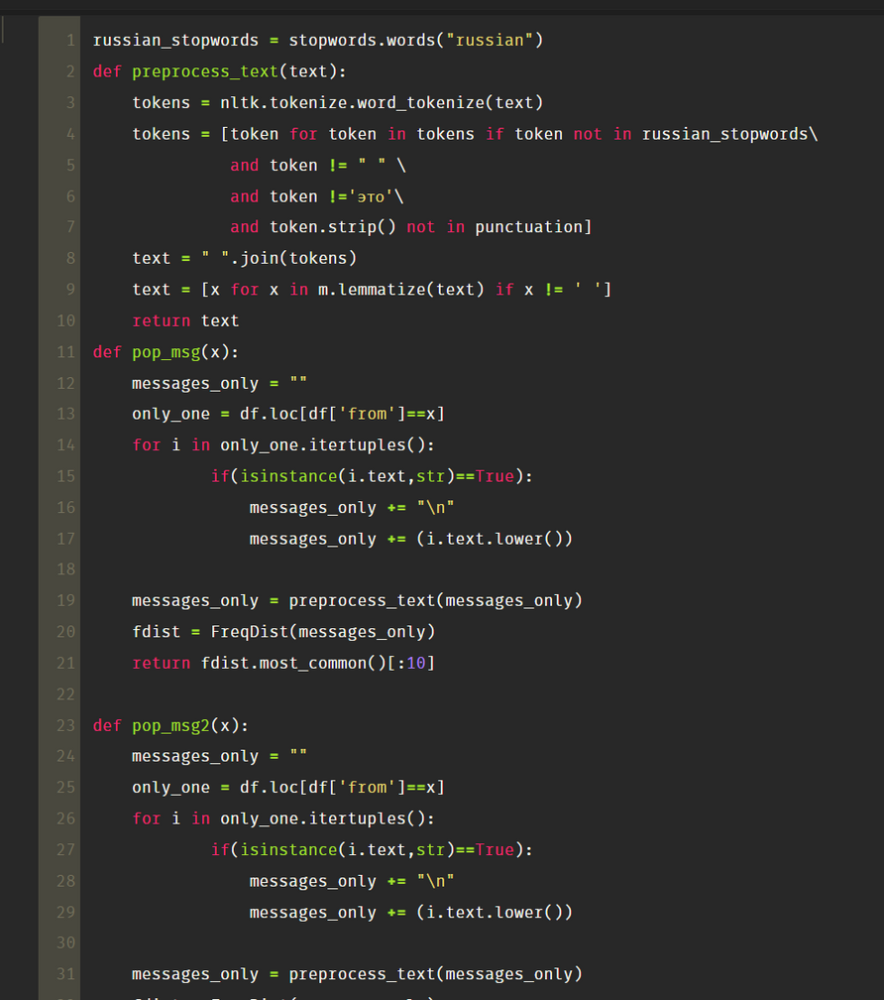 1 russian_stopwords = stopwords.words("russian")
2 def preprocess_text(text):
3     tokens = nltk.tokenize.word_tokenize(text)
4     tokens = [token for token in tokens if token not in russian_stopwords\
5               and token != " " \
6               and token !='это'\
7               and token.strip() not in punctuation]
8     text = " ".join(tokens)
9     text = [x for x in m.lemmatize(text) if x != ' ']
10     return text
11 def pop_msg(x):
12     messages_only = ""
13     only_one = df.loc[df['from']==x]
14     for i in only_one.itertuples():
15             if(isinstance(i.text,str)==True):
16                 messages_only += "\n"
17                 messages_only += (i.text.lower())
18
19     messages_only = preprocess_text(messages_only)
20     fdist = FreqDist(messages_only)
21     return fdist.most_common()[:10]
22
23 def pop_msg2(x):
24     messages_only = ""
25     only_one = df.loc[df['from']==x]
26     for i in only_one.itertuples():
27             if(isinstance(i.text,str)==True):
28                 messages_only += "\n"
29                 messages_only += (i.text.lower())
30
31     messages_only = preprocess_text(messages_only)